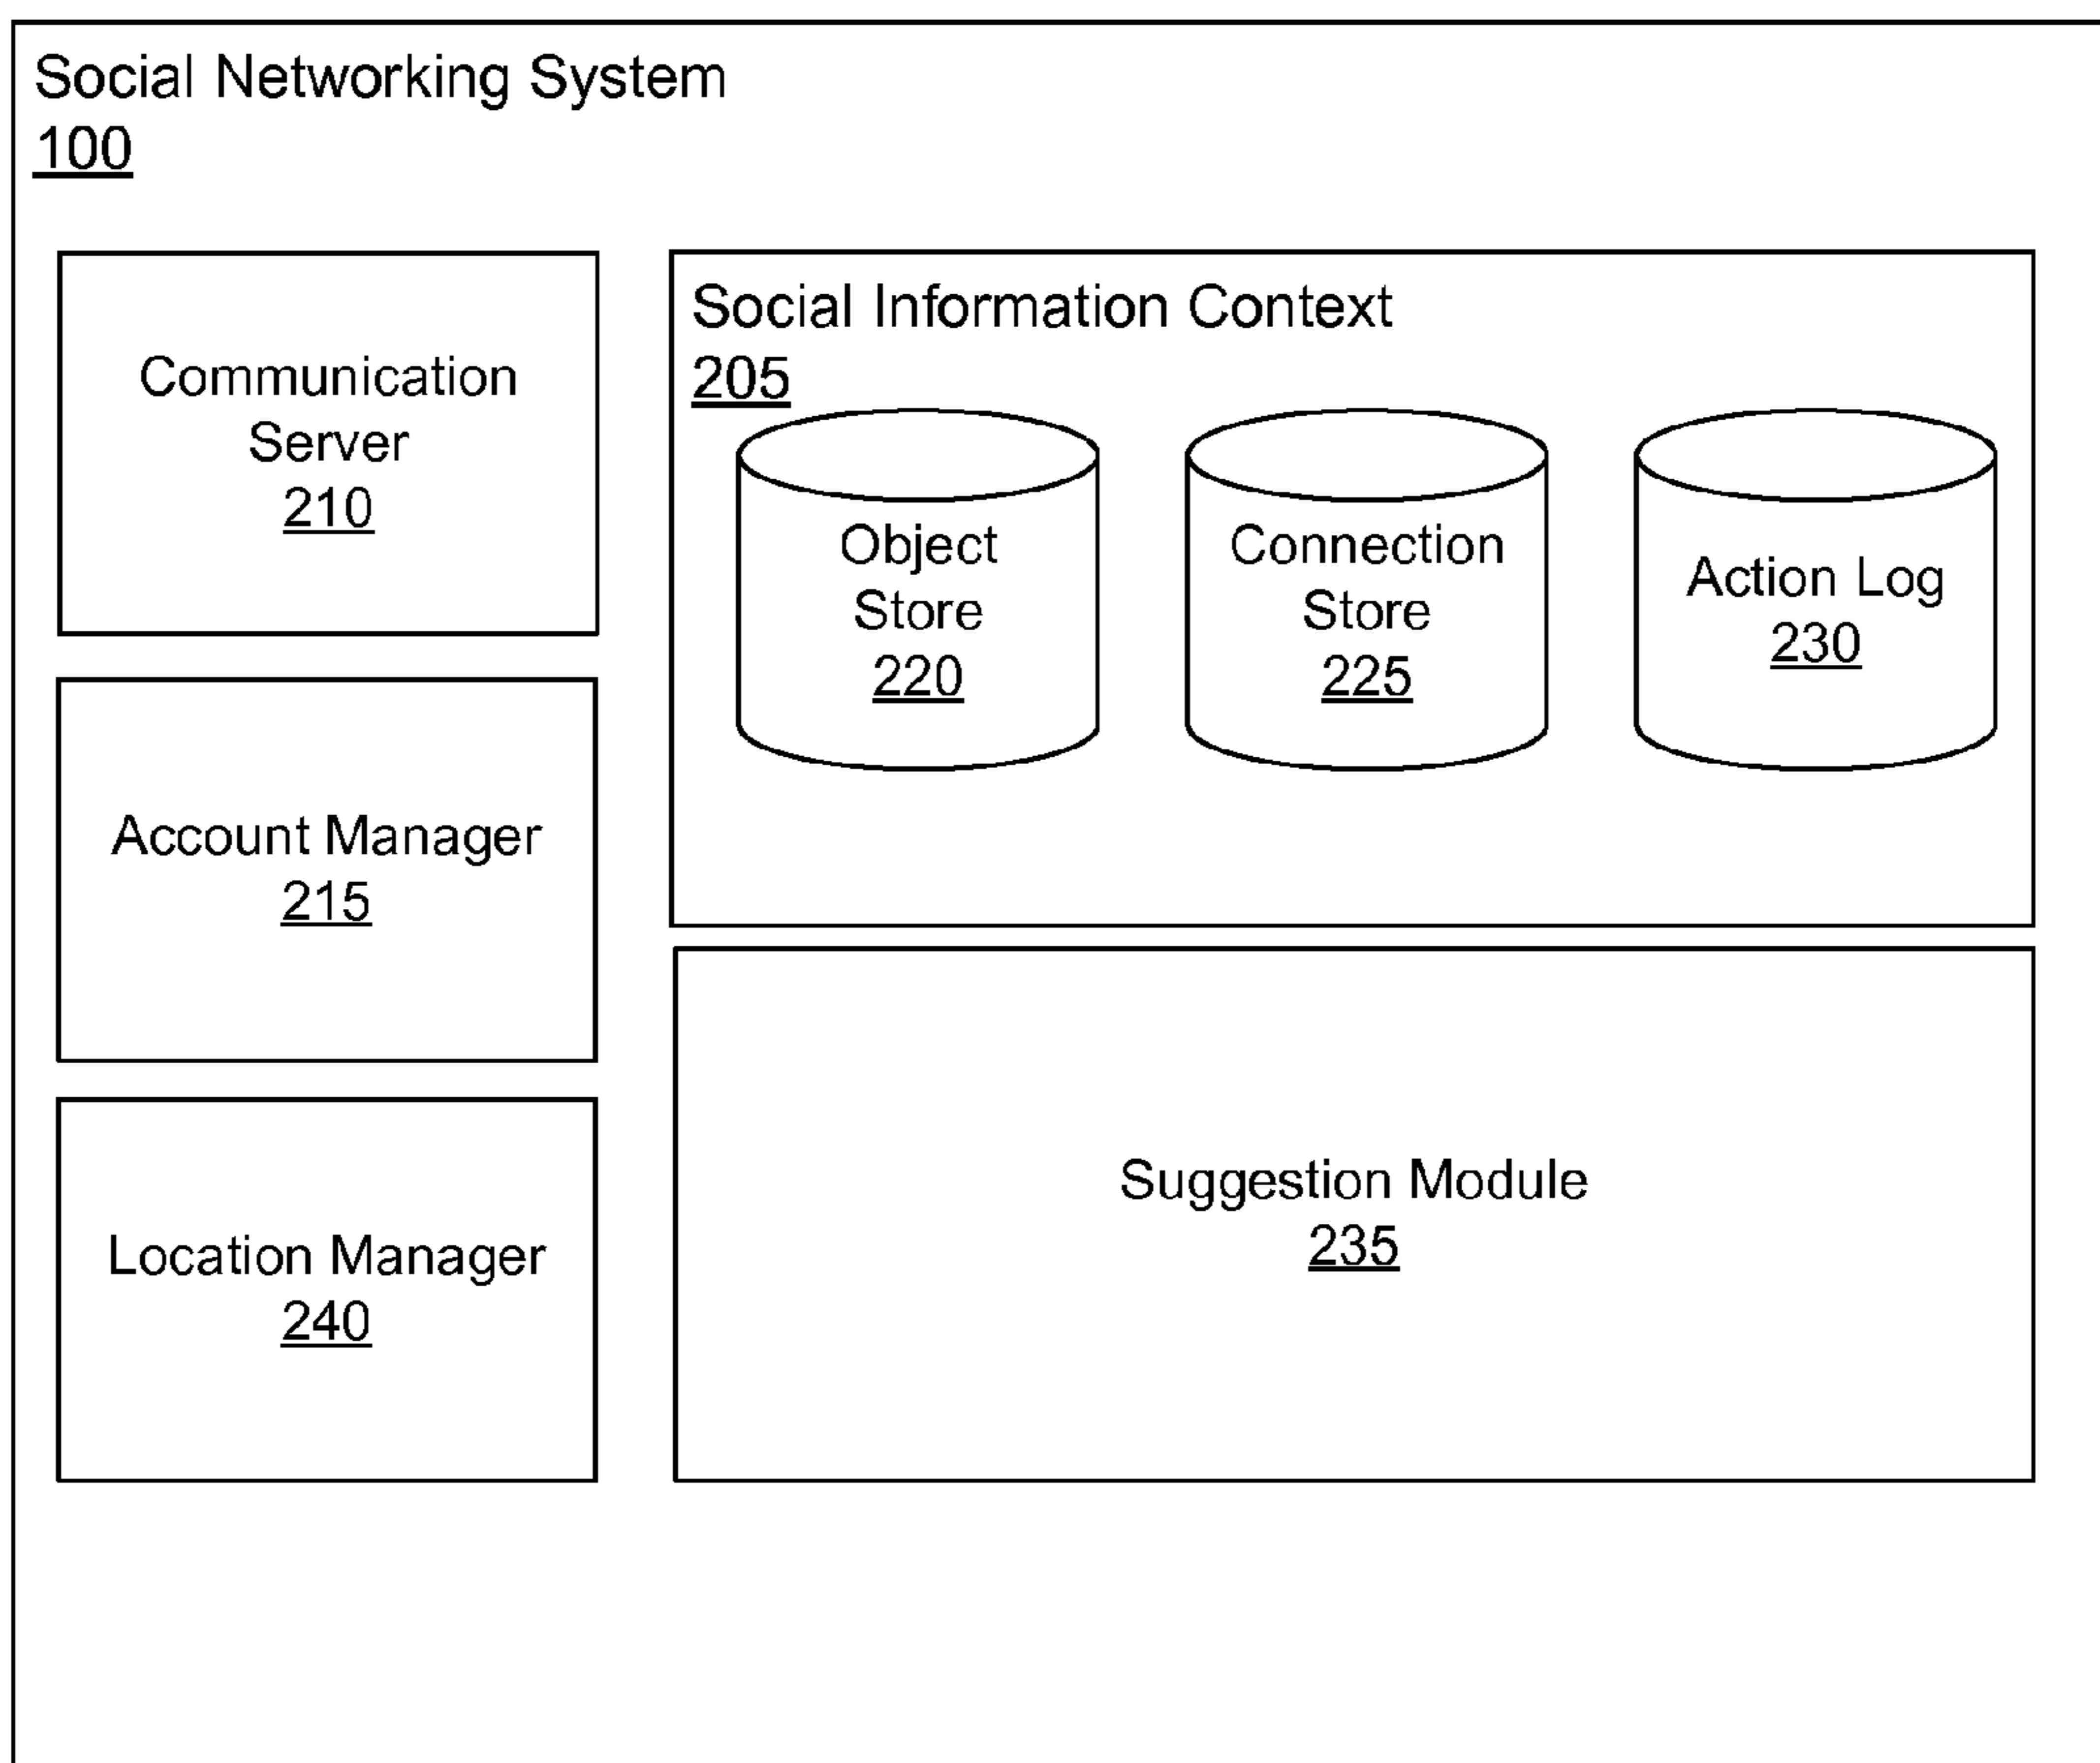 Social Networking System
100
Communication
Server
210
Account Manager
215
Location Manager
240
Social Information Context
205
Object
Store
220
Connection
Store
225
Action Log
230
Suggestion Module
235